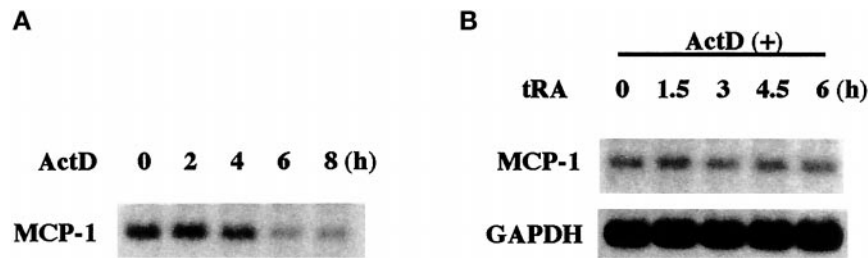 A
ActD 0 2 4 6 8 (h)
MCP-1
B
ActD (+)
tRA 0 1.5 3 4.5 6 (h)
MCP-1
GAPDH